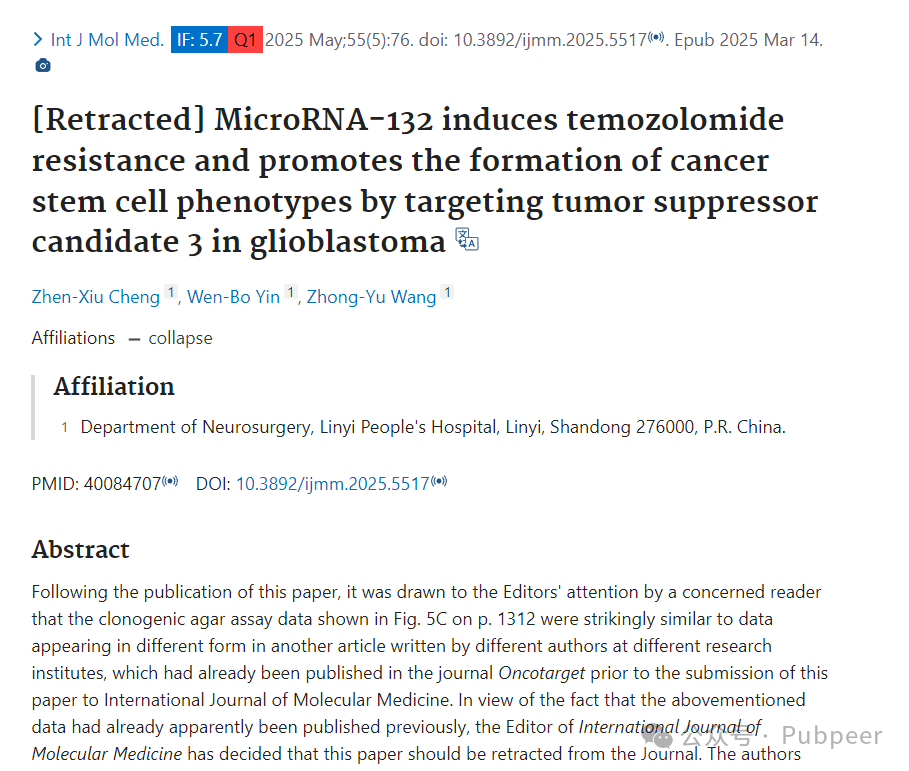 Int J Mol Med. IF: 5.7 Q1 2025 May;55(5):76. doi: 10.3892/ijmm.2025.5517. Epub 2025 Mar 14.
[Retracted] MicroRNA-132 induces temozolomide
resistance and promotes the formation of cancer
stem cell phenotypes by targeting tumor suppressor
candidate 3 in glioblastoma
Zhen-Xiu Cheng 1, Wen-Bo Yin 1, Zhong-Yu Wang 1
Affiliations — collapse
Affiliation
1 Department of Neurosurgery, Linyi People's Hospital, Linyi, Shandong 276000, P.R. China.
PMID: 40084707 DOI: 10.3892/ijmm.2025.5517
Abstract
Following the publication of this paper, it was drawn to the Editors' attention by a concerned reader
that the clonogenic agar assay data shown in Fig. 5C on p. 1312 were strikingly similar to data
appearing in different form in another article written by different authors at different research
institutes, which had already been published in the journal Oncotarget prior to the submission of this
paper to International Journal of Molecular Medicine. In view of the fact that the abovementioned
data had already apparently been published previously, the Editor of International Journal of
Molecular Medicine has decided that this paper should be retracted from the Journal. The authors
公众号 · Pubpeer